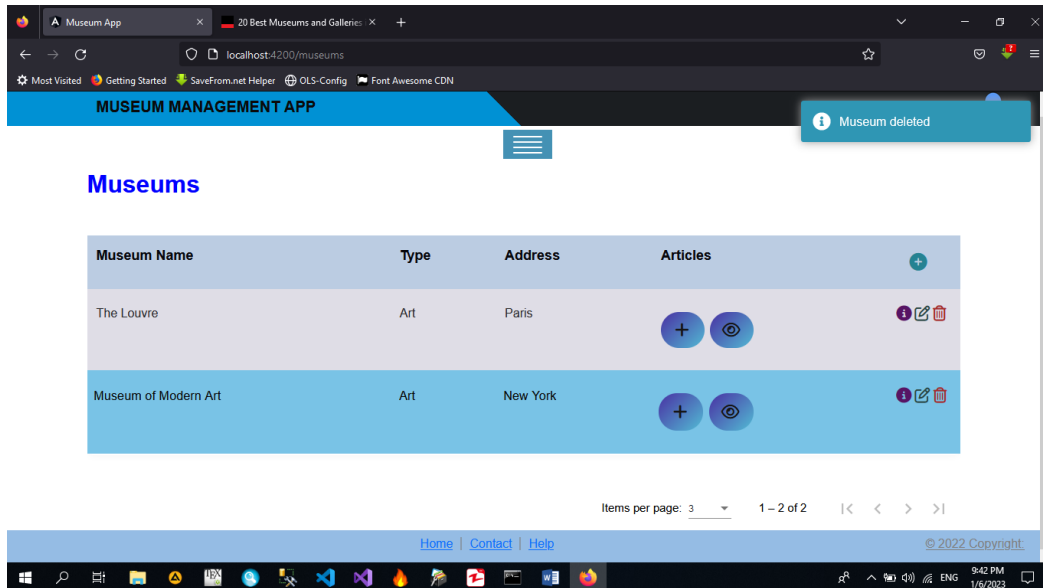 Museum App
20 Best Museums and Galleries
localhost:4200/museums
Most Visited Getting Started SaveFrom.net Helper OLS-Config Font Awesome CDN
MUSEUM MANAGEMENT APP
Museum deleted
Museums
Museum Name Type Address Articles
The Louvre Art Paris
Museum of Modern Art Art New York
Items per page: 3 1 – 2 of 2
Home | Contact | Help © 2022 Copyright:
ENG 9:42 PM
1/6/2023